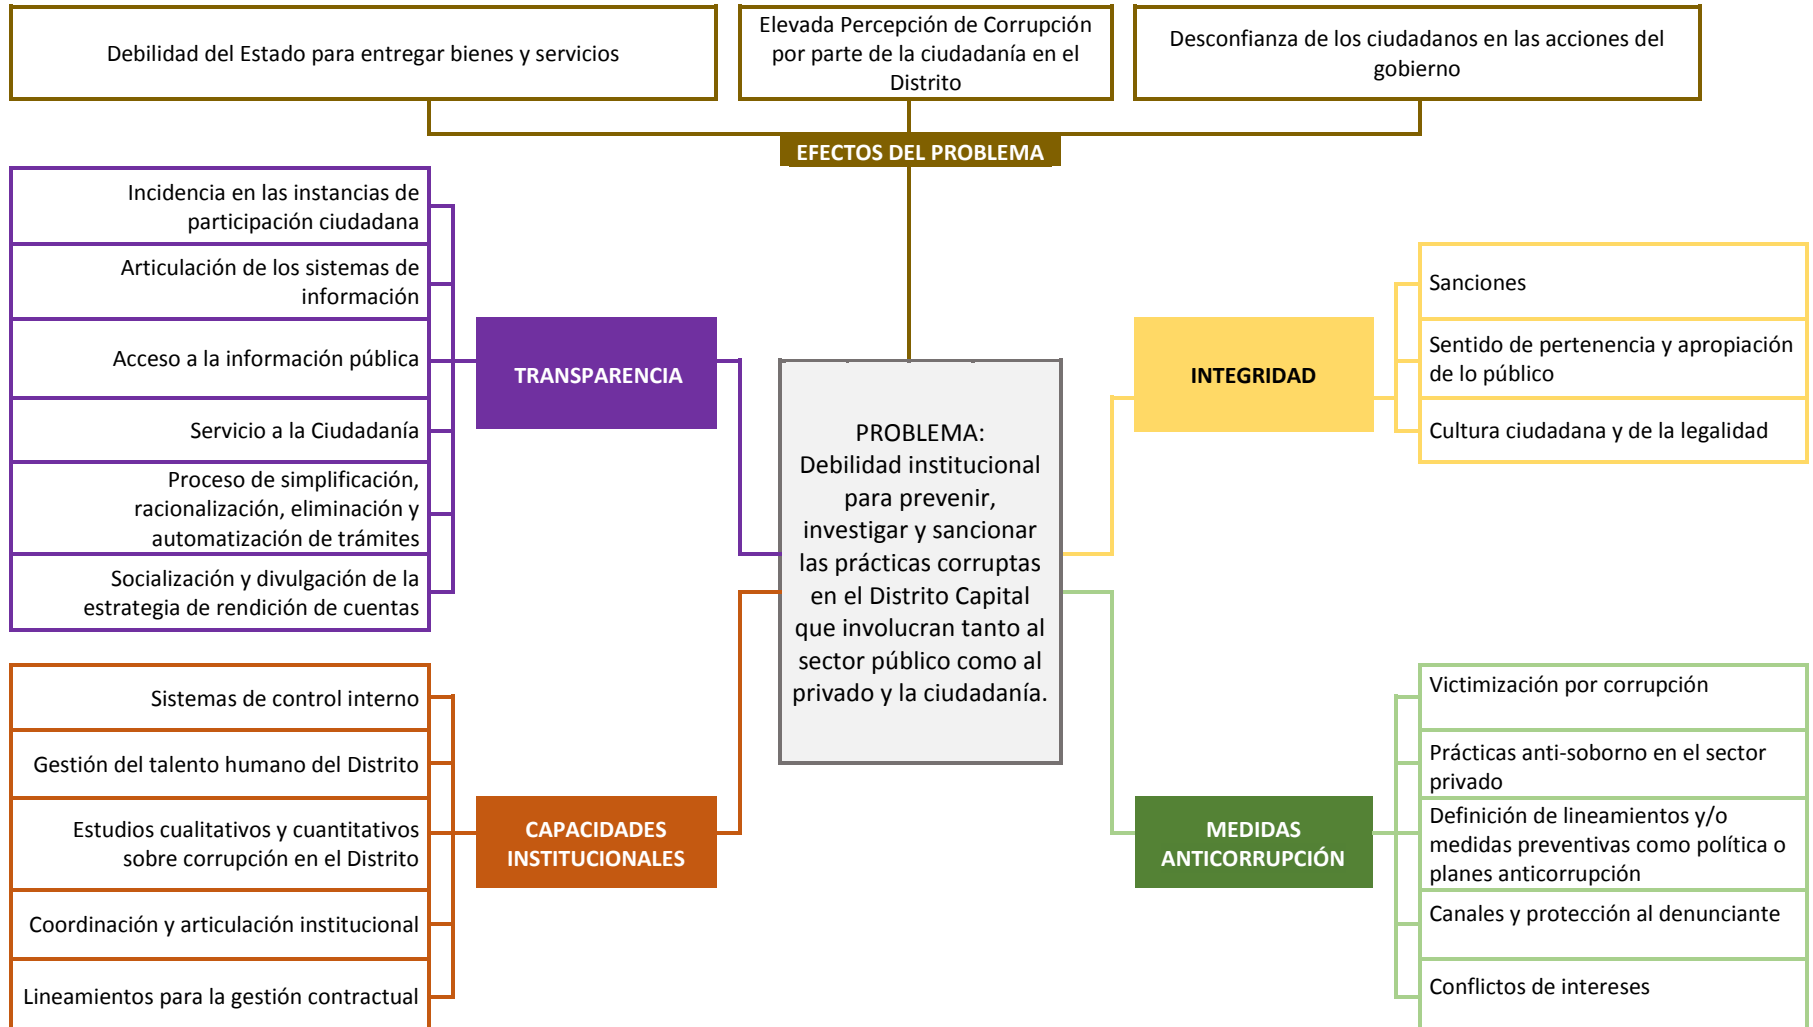 Debilidad del Estado para entregar bienes y servicios
Elevada Percepción de Corrupción
por parte de la ciudadanía en el
Distrito
Desconfianza de los ciudadanos en las acciones del
gobierno
EFECTOS DEL PROBLEMA
Incidencia en las instancias de
participación ciudadana
Articulación de los sistemas de
información
Acceso a la información pública
Servicio a la Ciudadanía
Proceso de simplificación,
racionalización, eliminación y
automatización de trámites
Socialización y divulgación de la
estrategia de rendición de cuentas
TRANSPARENCIA
Sistemas de control interno
Gestión del talento humano del Distrito
Estudios cualitativos y cuantitativos
sobre corrupción en el Distrito
Coordinación y articulación institucional
Lineamientos para la gestión contractual
CAPACIDADES
INSTITUCIONALES
PROBLEMA:
Debilidad institucional
para prevenir,
investigar y sancionar
las prácticas corruptas
en el Distrito Capital
que involucran tanto al
sector público como al
privado y la ciudadanía.
INTEGRIDAD
Sanciones
Sentido de pertenencia y apropiación
de lo público
Cultura ciudadana y de la legalidad
MEDIDAS
ANTICORRUPCIÓN
Victimización por corrupción
Prácticas anti-soborno en el sector
privado
Definición de lineamientos y/o
medidas preventivas como política o
planes anticorrupción
Canales y protección al denunciante
Conflictos de intereses